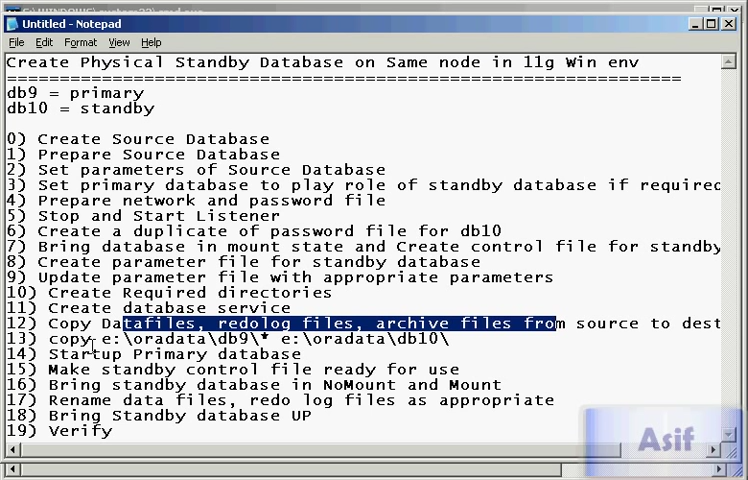 Untitled - Notepad
File Edit Format View Help
Create Physical Standby Database on Same node in 11g Win env
================================================================
db9 = primary
db10 = standby
0) Create Source Database
1) Prepare Source Database
2) Set parameters of Source Database
3) Set primary database to play role of standby database if required
4) Prepare network and password file
5) Stop and Start Listener
6) Create a duplicate of password file for db10
7) Bring database in mount state and Create control file for standby
8) Create parameter file for standby database
9) Update parameter file with appropriate parameters
10) Create Required directories
11) Create database service
12) Copy Datafiles, redolog files, archive files from source to dest
13) copy e:\oradata\db9\* e:\oradata\db10\
14) Startup Primary database
15) Make standby control file ready for use
16) Bring standby database in NoMount and Mount
17) Rename data files, redo log files as appropriate
18) Bring Standby database UP
19) Verify
Asif